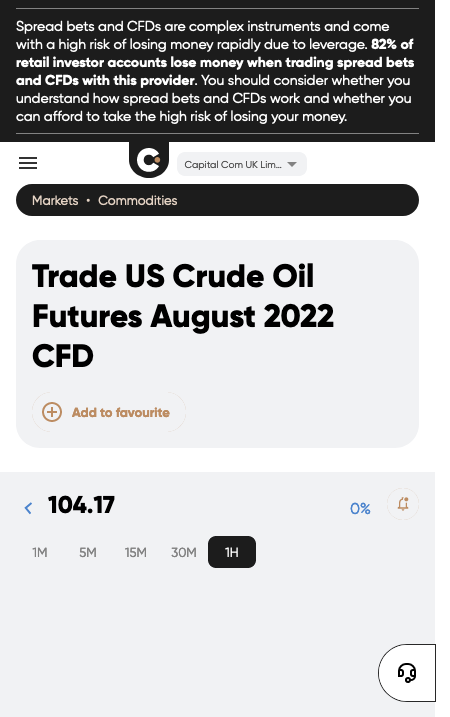 Spread bets and CFDs are complex instruments and come
with a high risk of losing money rapidly due to leverage. 82% of
retail investor accounts lose money when trading spread bets
and CFDs with this provider. You should consider whether you
understand how spread bets and CFDs work and whether you
can afford to take the high risk of losing your money.
Capital Com UK Lim...
Markets • Commodities
Trade US Crude Oil
Futures August 2022
CFD
Add to favourite
104.17
0%
1M 5M 15M 30M 1H